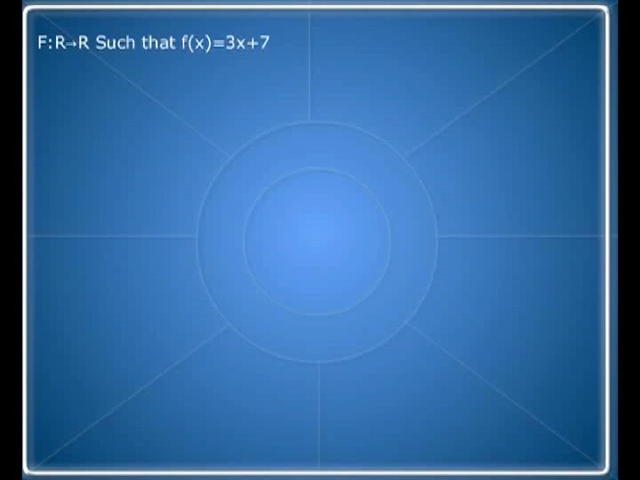 F:R→R Such that f(x)=3x+7